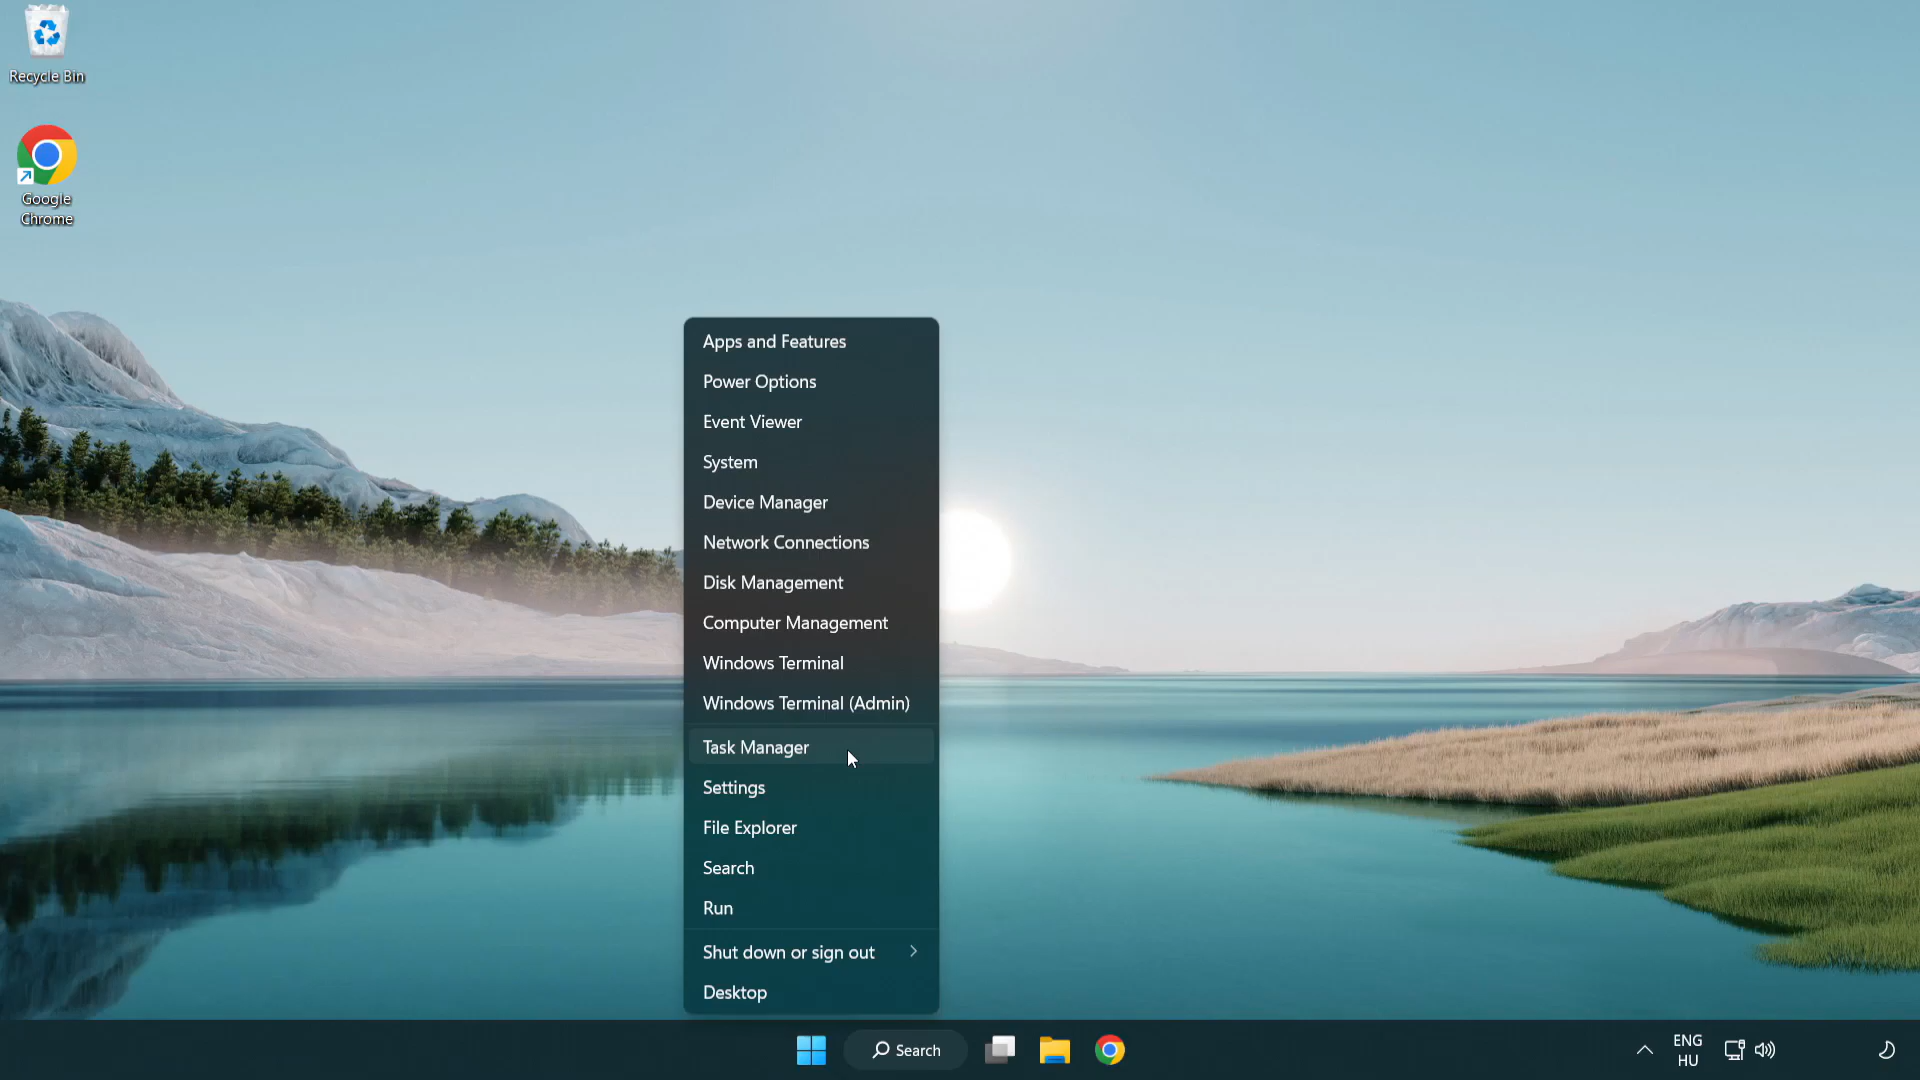 Recycle Bin
Google
Chrome
Apps and Features
Power Options
Event Viewer
System
Device Manager
Network Connections
Disk Management
Computer Management
Windows Terminal
Windows Terminal (Admin)
Task Manager
Settings
File Explorer
Search
Run
Shut down or sign out
Desktop
Search
ENG
HU